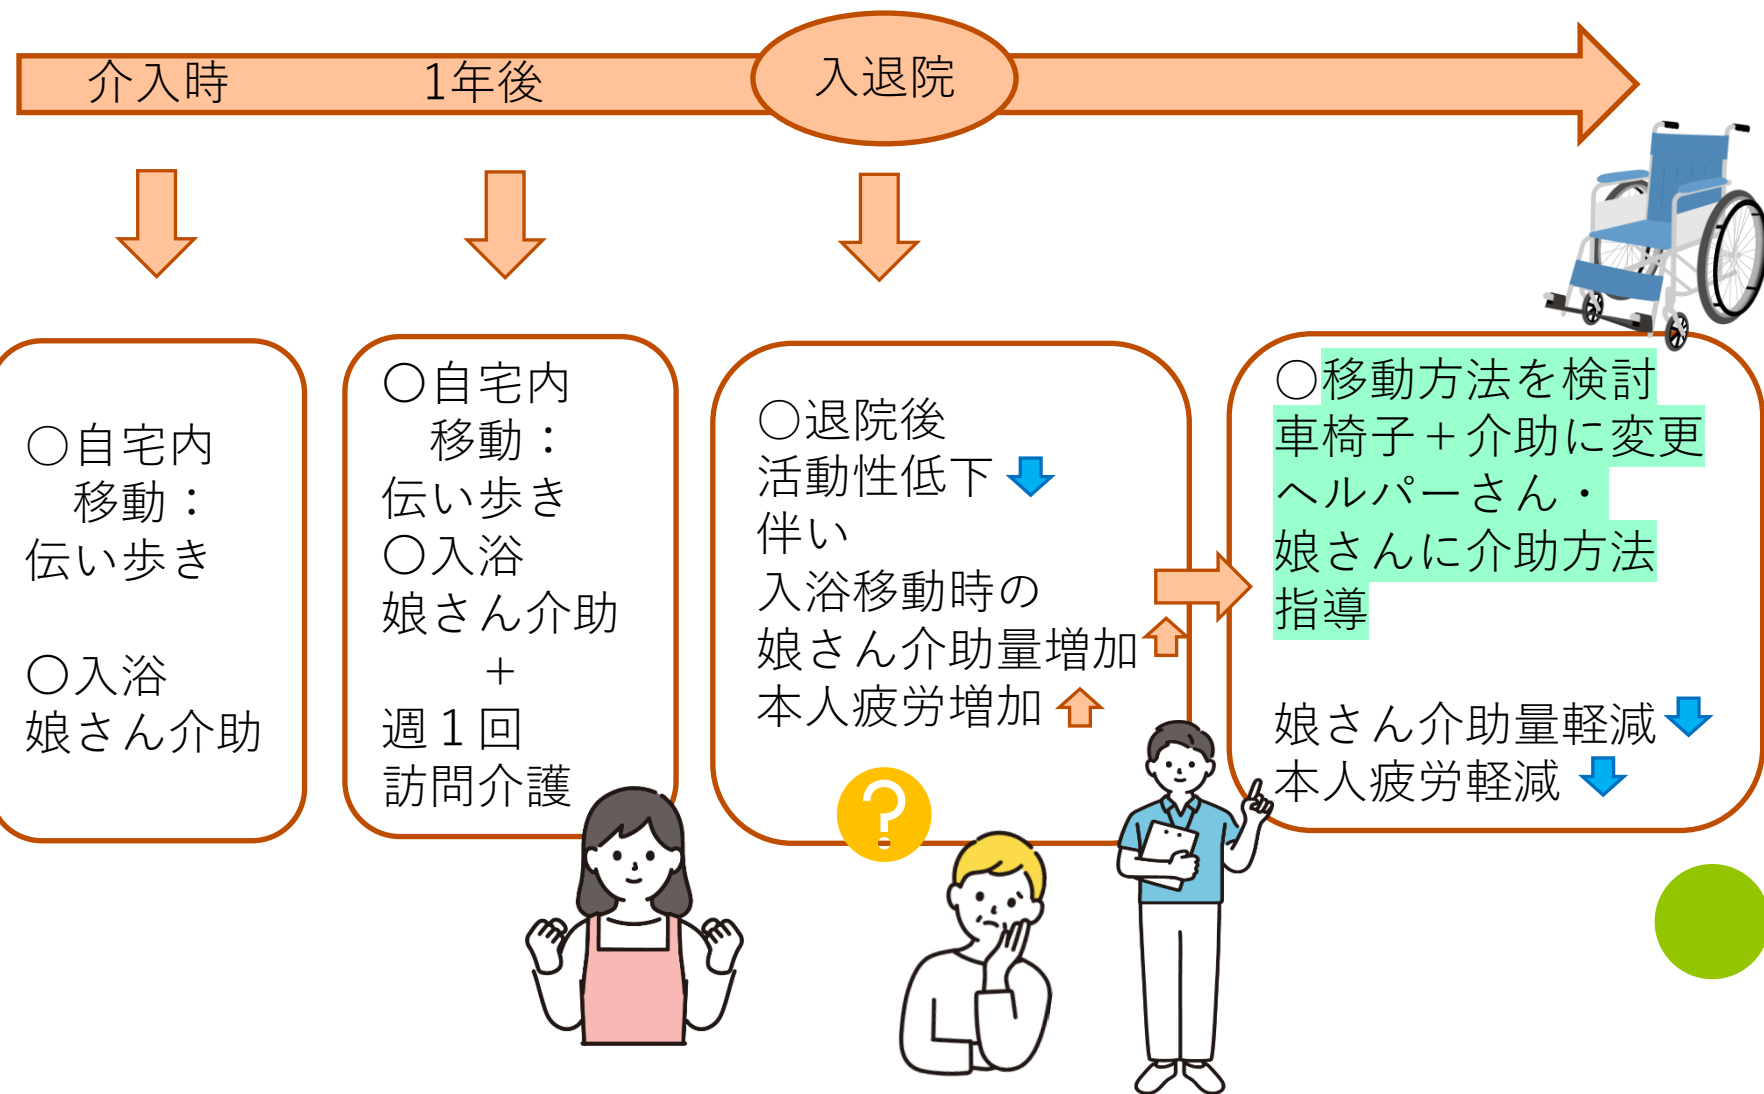 介入時
1年後
入退院
○自宅内
移動：
伝い歩き
○入浴
娘さん介助
○自宅内
移動：
伝い歩き
○入浴
娘さん介助
＋
週１回
訪問介護
○退院後
活動性低下
伴い
入浴移動時の
娘さん介助量増加
本人疲労増加
?
○移動方法を検討
車椅子＋介助に変更
ヘルパーさん・
娘さんに介助方法
指導
娘さん介助量軽減
本人疲労軽減